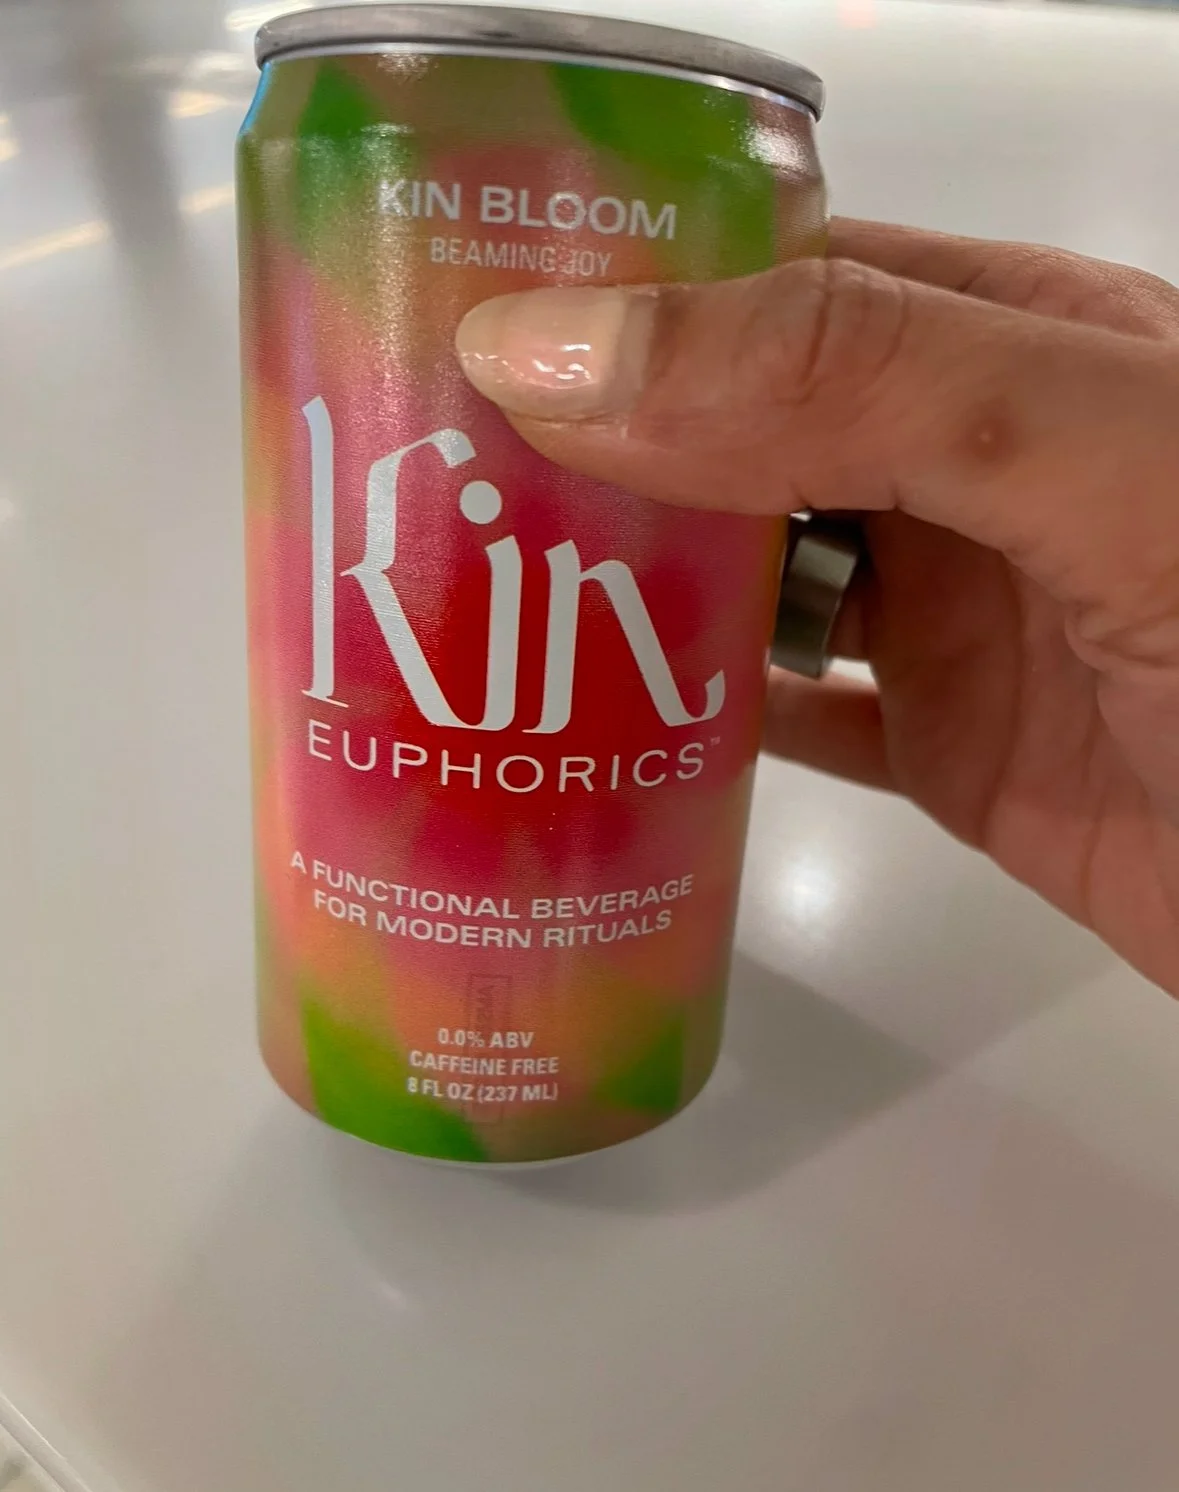 KIN BLOOM
BEAMING JOY
Kin
EUPHORICS™
A FUNCTIONAL BEVERAGE
FOR MODERN RITUALS
0.0% ABV
CAFFEINE FREE
8 FL OZ (237 ML)